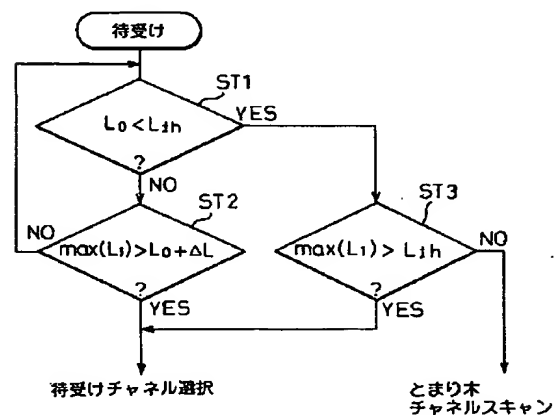 待受け
ST1
L0<Lth
?
YES
NO
ST2
ST3
NO
max(Li)>L0+ΔL
?
YES
max(Li)>Lth
?
NO
YES
待受けチャネル選択
とまり木
チャネルスキャン